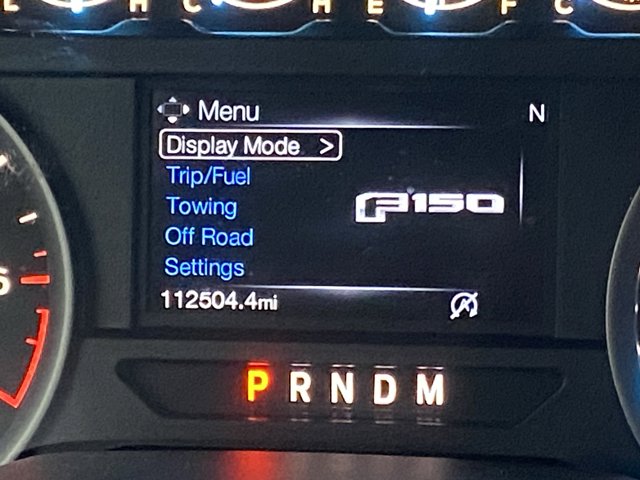 L H C H E F C
Menu N
Display Mode >
Trip/Fuel
Towing
F150
Off Road
Settings
112504.4mi
P R N D M